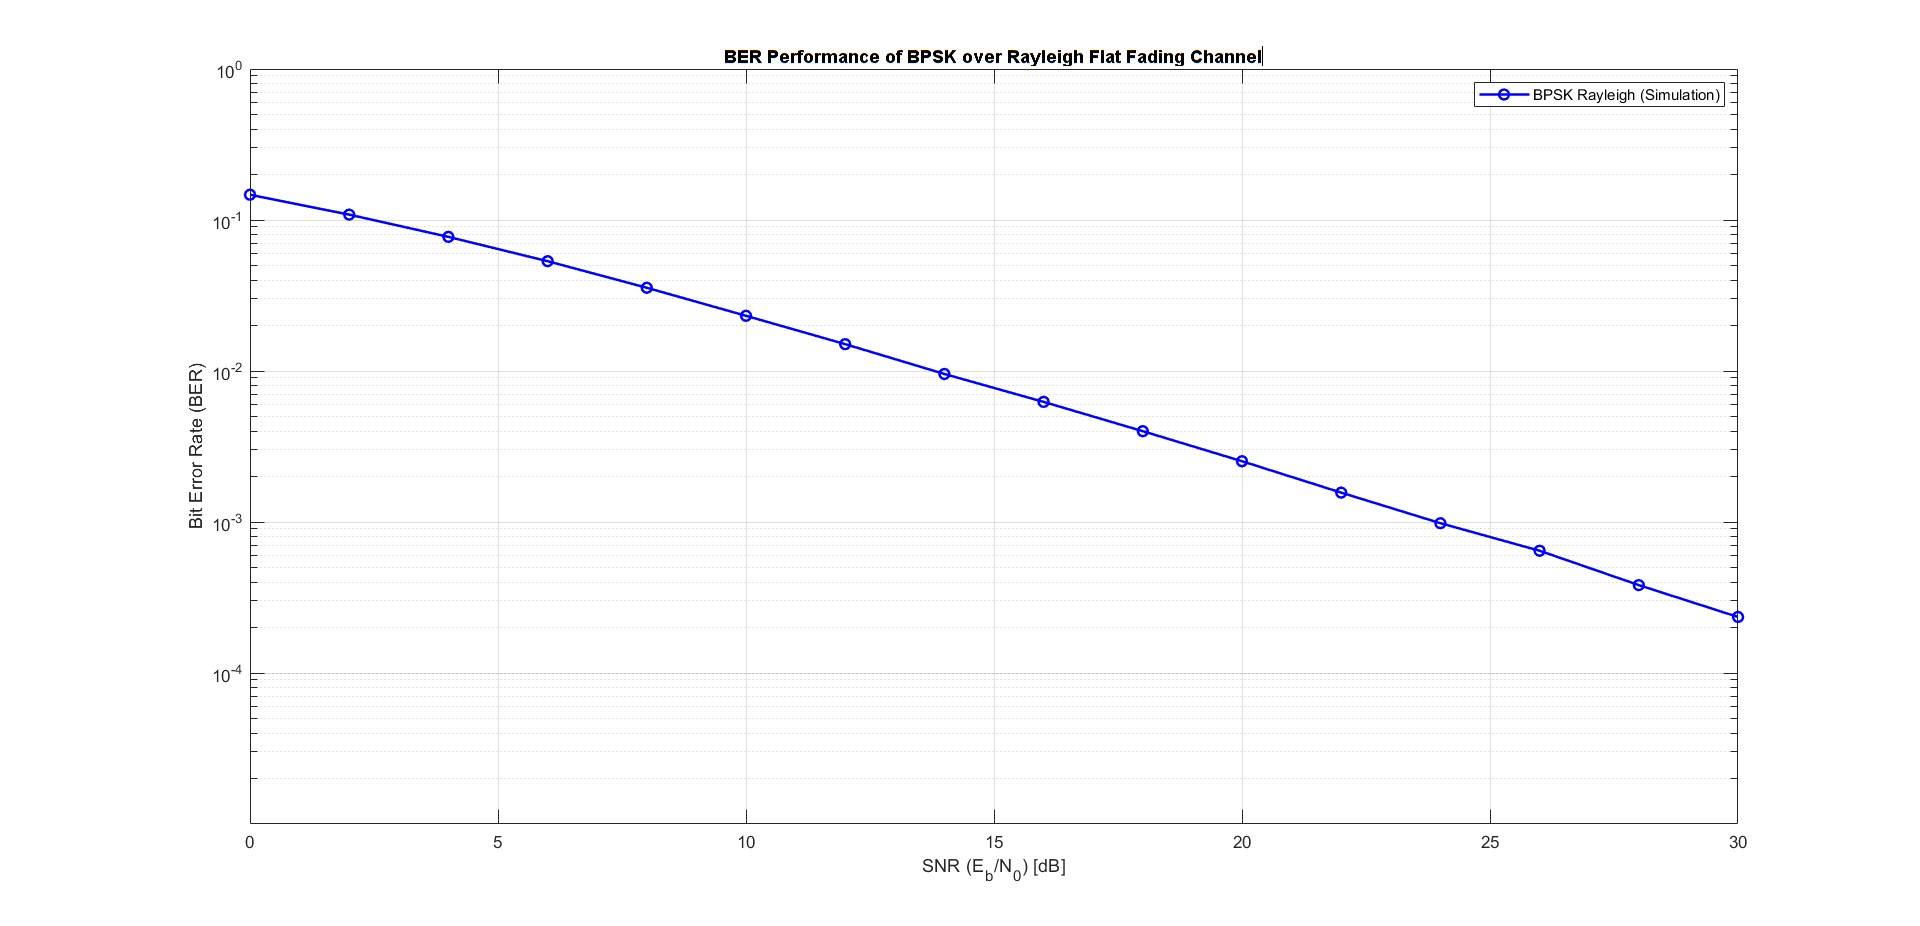 BER Performance of BPSK over Rayleigh Flat Fading Channel
BPSK Rayleigh (Simulation)
Bit Error Rate (BER)
10^0
10^-1
10^-2
10^-3
10^-4
0 5 10 15 20 25 30
SNR (E_b/N_0) [dB]